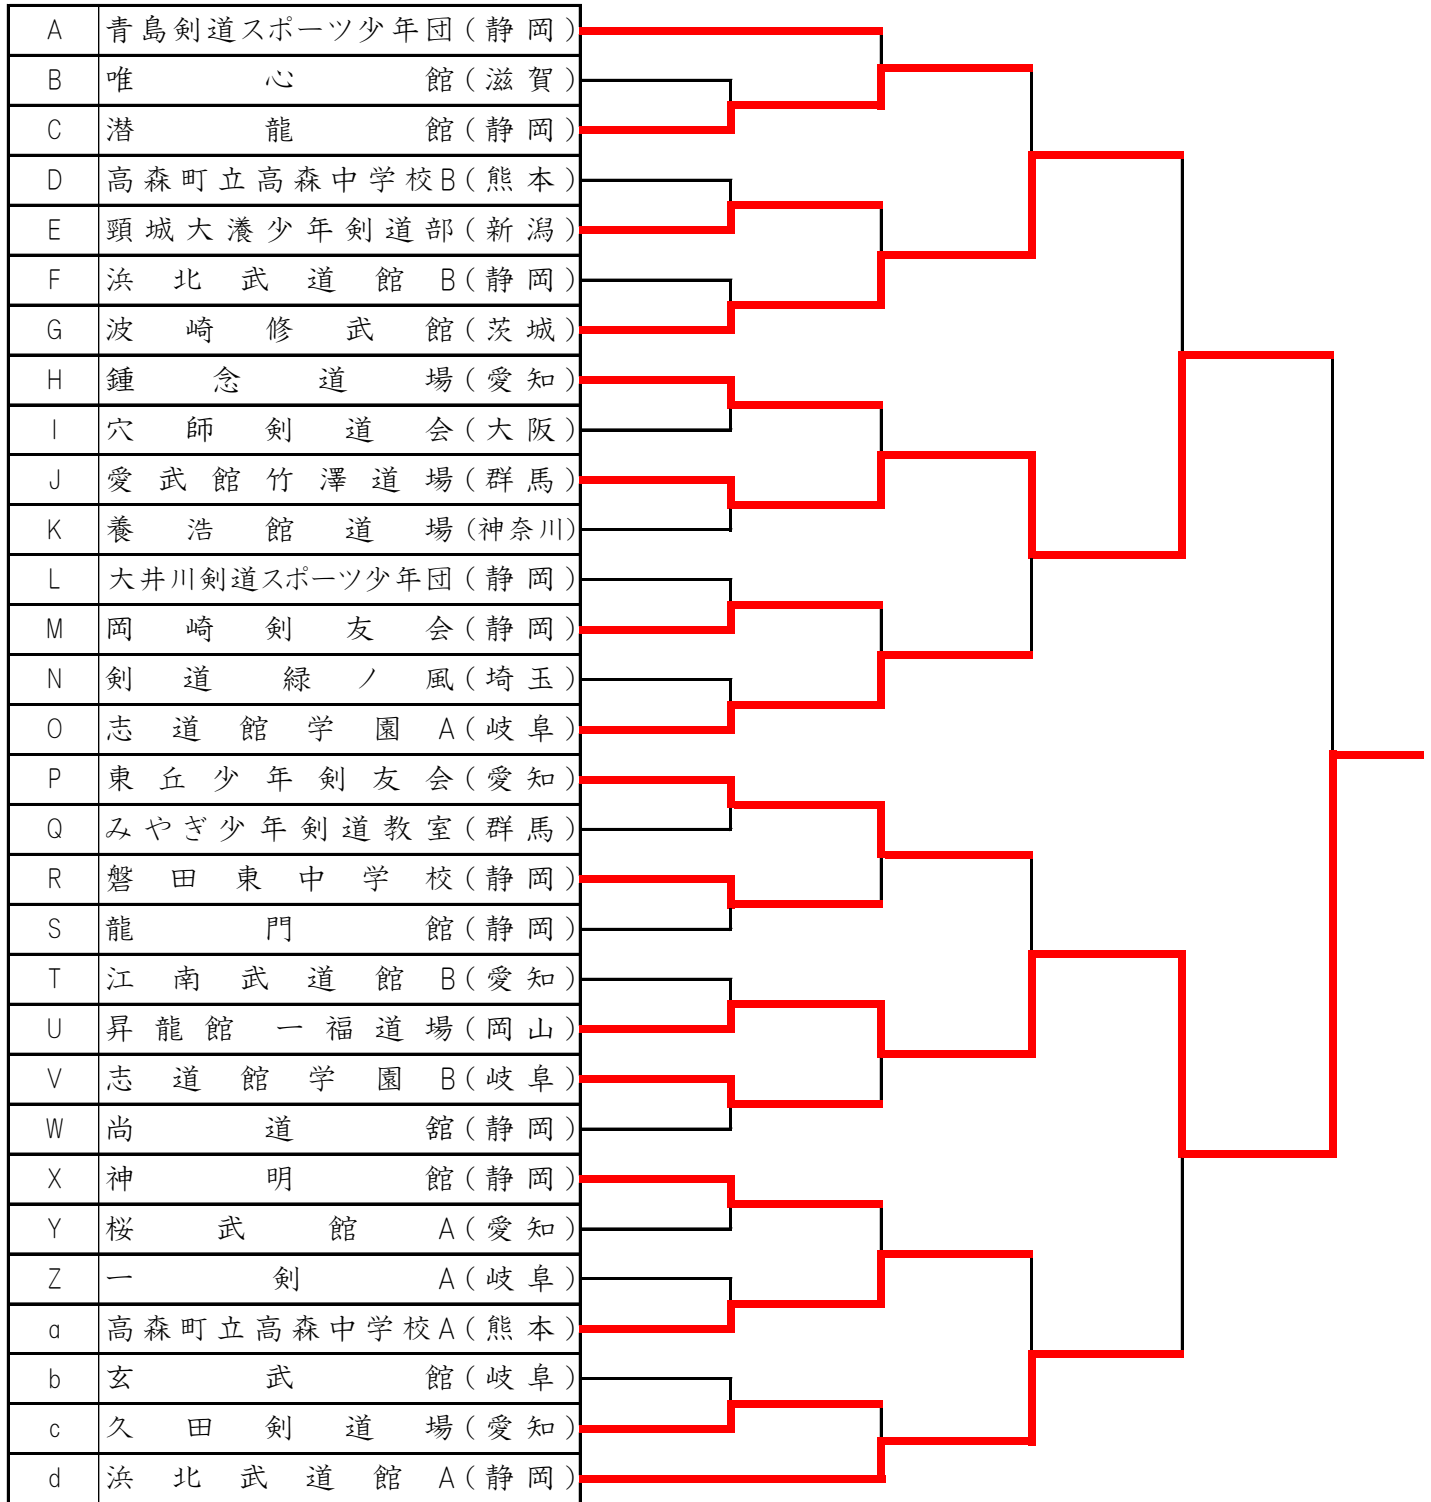 A 青島剣道スポーツ少年団(静岡)
B 唯心館(滋賀)
C 潜龍館(静岡)
D 高森町立高森中学校B(熊本)
E 頸城大瀁少年剣道部(新潟)
F 浜北武道館B(静岡)
G 波崎修武館(茨城)
H 鍾念道場(愛知)
I 穴師剣道会(大阪)
J 愛武館竹澤道場(群馬)
K 養浩館道場(神奈川)
L 大井川剣道スポーツ少年団(静岡)
M 岡崎剣友会(静岡)
N 剣道緑ノ風(埼玉)
O 志道館学園A(岐阜)
P 東丘少年剣友会(愛知)
Q みやぎ少年剣道教室(群馬)
R 磐田東中学校(静岡)
S 龍門館(静岡)
T 江南武道館B(愛知)
U 昇龍館一福道場(岡山)
V 志道館学園B(岐阜)
W 尚道舘(静岡)
X 神明館(静岡)
Y 桜武館A(愛知)
Z 一剣A(岐阜)
a 高森町立高森中学校A(熊本)
b 玄武館(岐阜)
c 久田剣道場(愛知)
d 浜北武道館A(静岡)